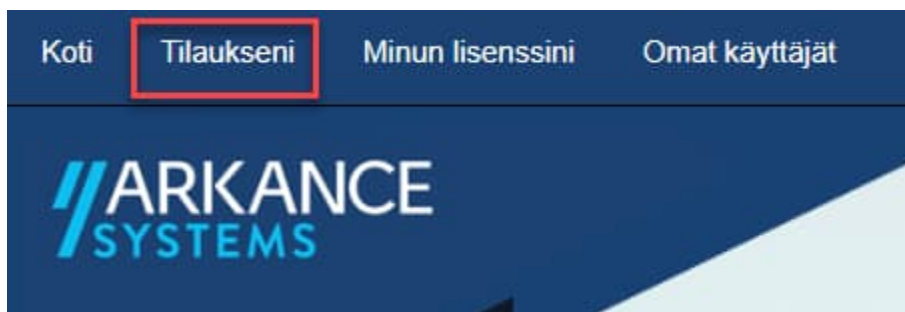 Koti Tilaukseni Minun lisenssini Omat käyttäjät
ARKANCE
SYSTEMS